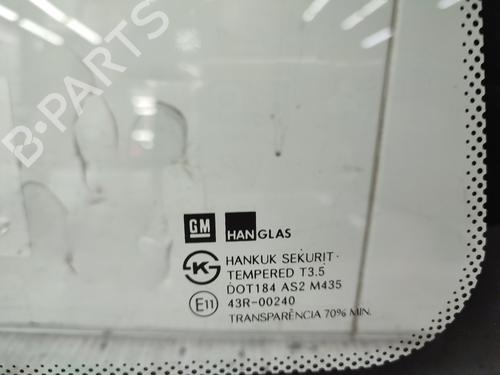 B-PARTS
GM HANGLAS
HANKUK SEKURIT
TEMPERED T3.5
DOT184 AS2 M435
E11 43R-00240
TRANSPARÊNCIA 70% MIN.